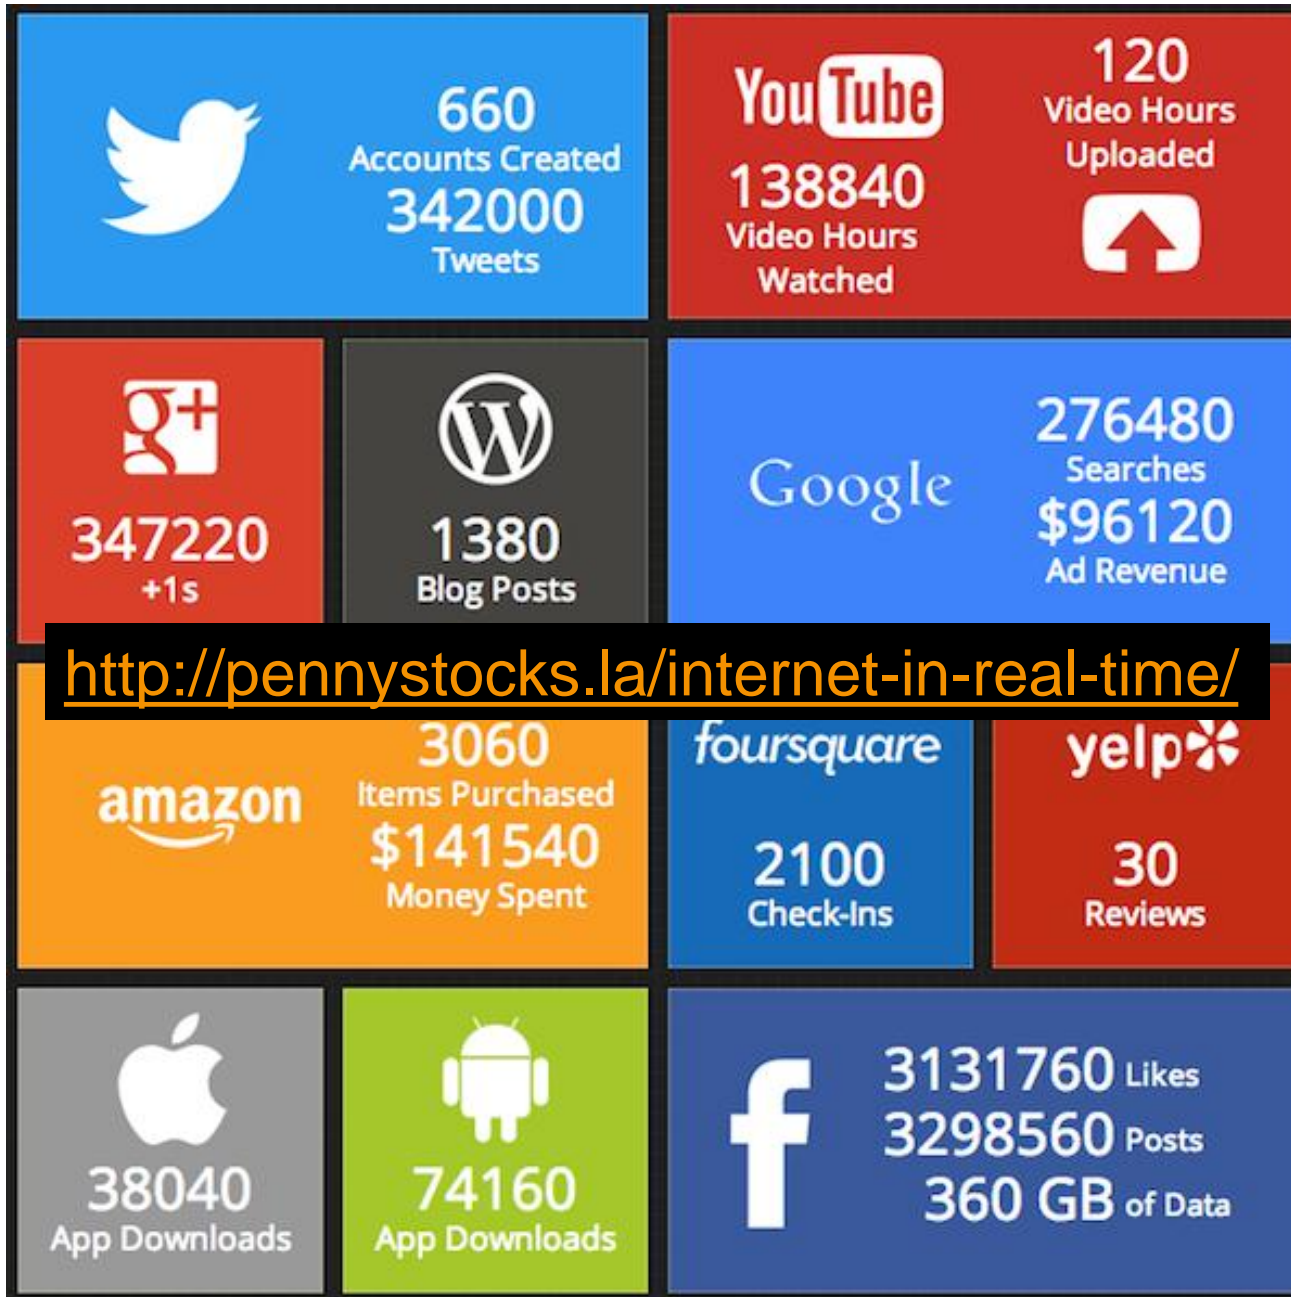 660
Accounts Created
342000
Tweets
You Tube
138840
Video Hours
Watched
120
Video Hours
Uploaded
g+
347220
+1s
W
1380
Blog Posts
Google
276480
Searches
$96120
Ad Revenue
http://pennystocks.la/internet-in-real-time/
amazon
3060
Items Purchased
$141540
Money Spent
foursquare
2100
Check-Ins
yelp
30
Reviews
38040
App Downloads
74160
App Downloads
f
3131760 Likes
3298560 Posts
360 GB of Data